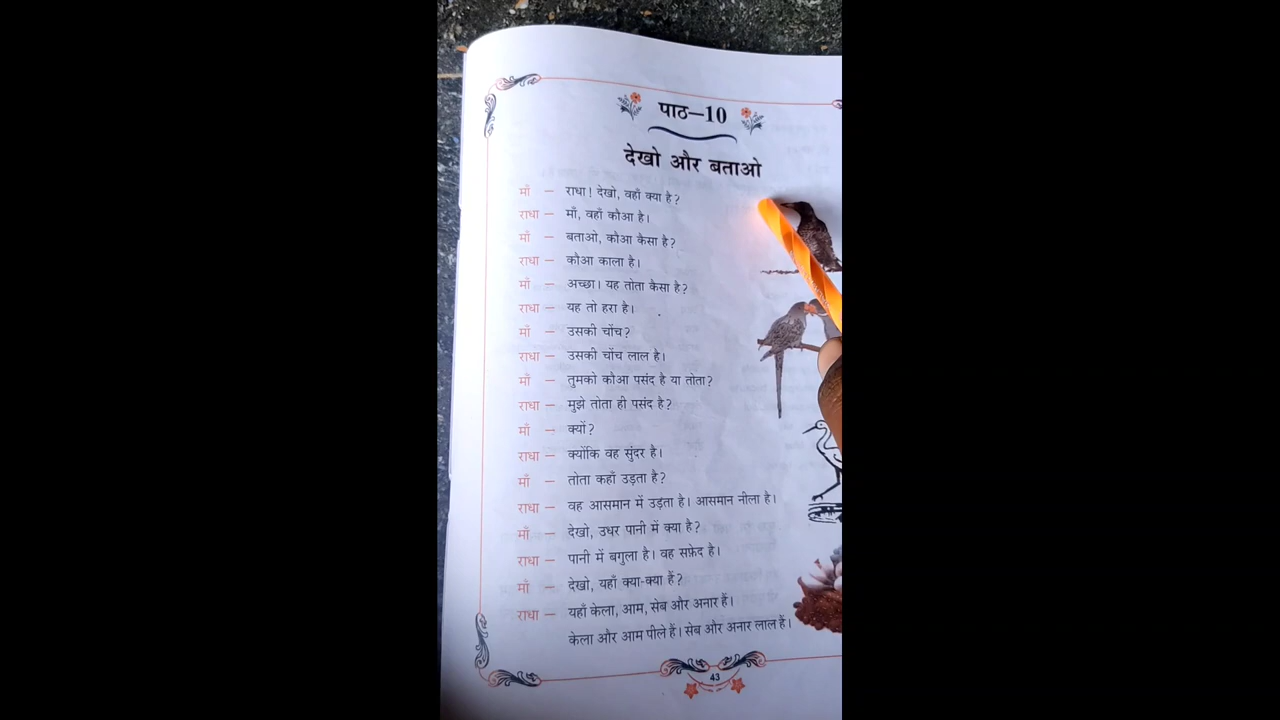 पाठ–10
देखो और बताओ
माँ – राधा! देखो, वहाँ क्या है?
राधा – माँ, वहाँ कौआ है।
माँ – बताओ, कौआ कैसा है?
राधा – कौआ काला है।
माँ – अच्छा। यह तोता कैसा है?
राधा – यह तो हरा है।
माँ – उसकी चोंच?
राधा – उसकी चोंच लाल है।
माँ – तुमको कौआ पसंद है या तोता?
राधा – मुझे तोता ही पसंद है?
माँ – क्यों?
राधा – क्योंकि वह सुंदर है।
माँ – तोता कहाँ उड़ता है?
राधा – वह आसमान में उड़ता है। आसमान नीला है।
माँ – देखो, उधर पानी में क्या है?
राधा – पानी में बगुला है। वह सफ़ेद है।
माँ – देखो, यहाँ क्या-क्या हैं?
राधा – यहाँ केला, आम, सेब और अनार हैं।
केला और आम पीले हैं। सेब और अनार लाल हैं।
43